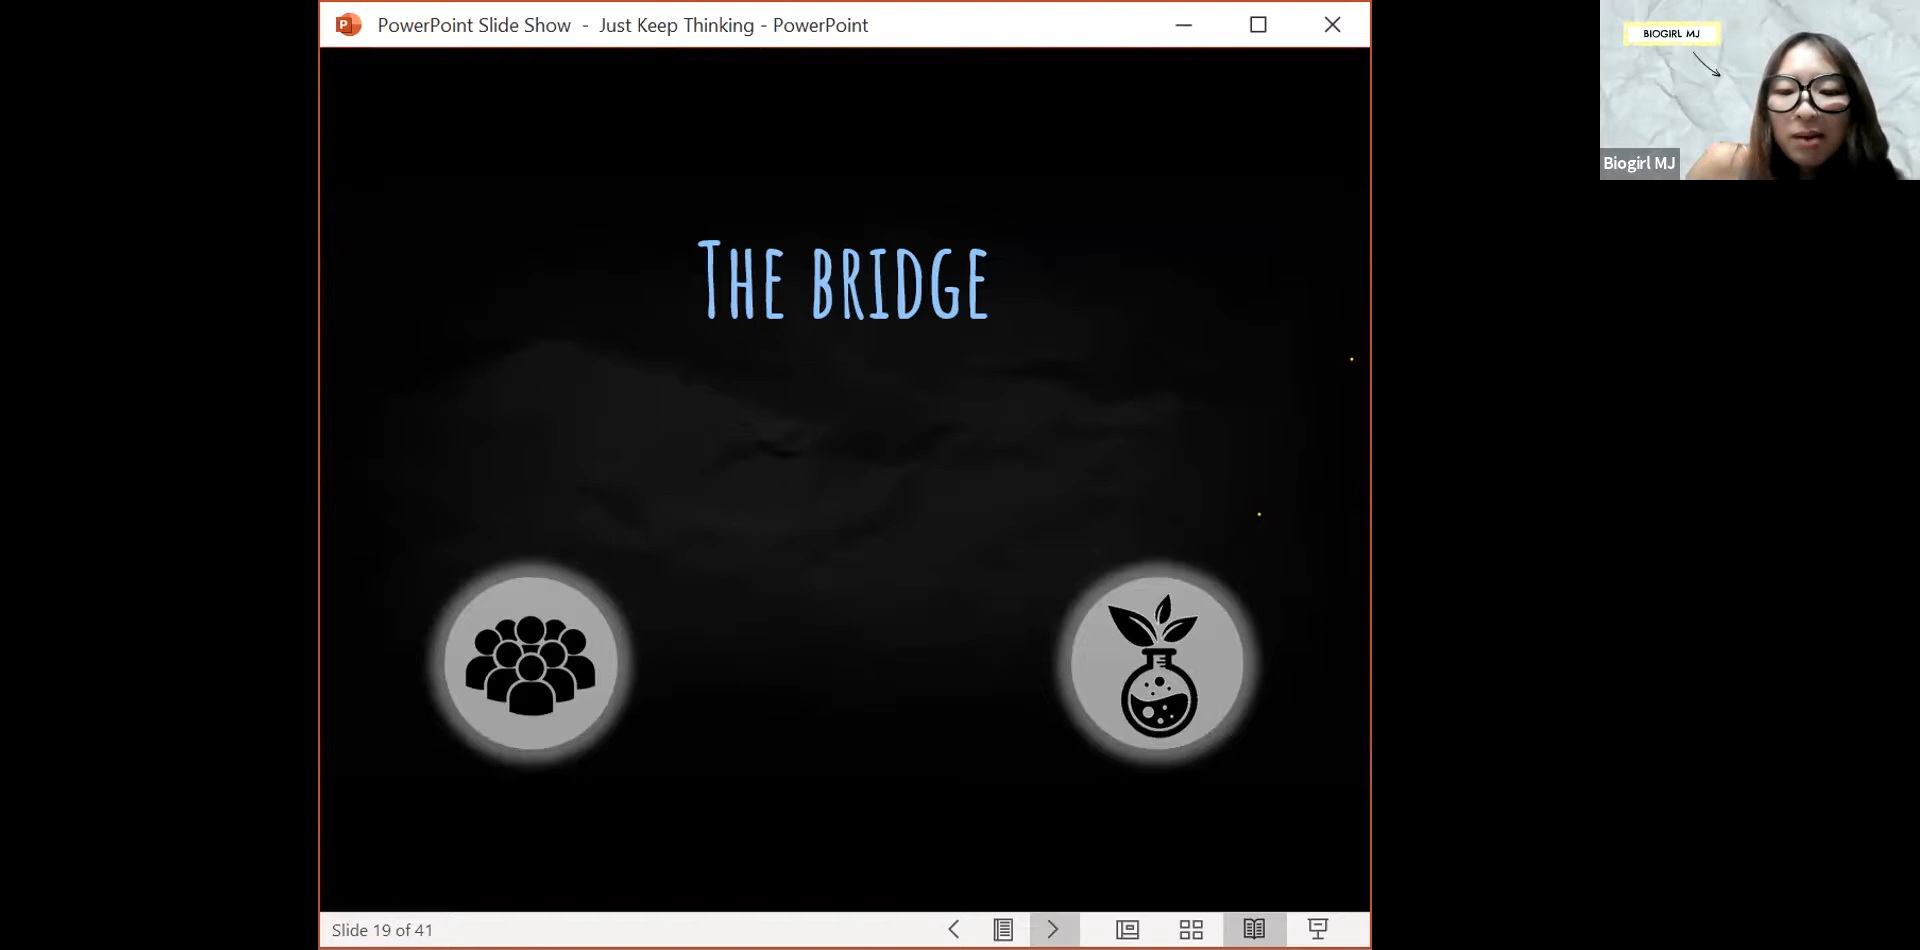 PowerPoint Slide Show - Just Keep Thinking - PowerPoint
BIOGIRL MJ
Biogirl MJ
THE BRIDGE
Slide 19 of 41